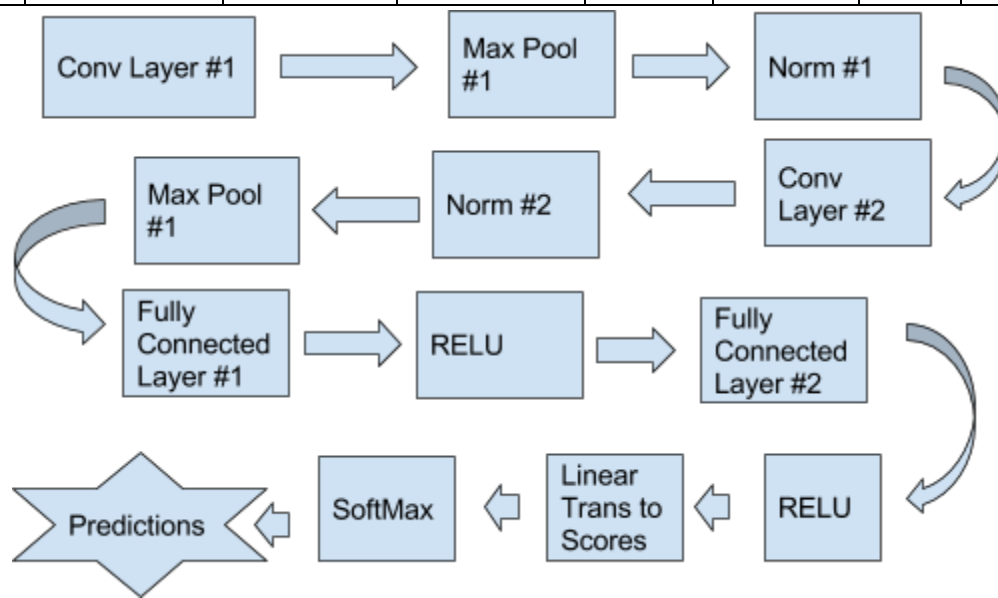 Conv Layer #1
Max Pool
#1
Norm #1
Max Pool
#1
Norm #2
Conv
Layer #2
Fully
Connected
Layer #1
RELU
Fully
Connected
Layer #2
Predictions
SoftMax
Linear
Trans to
Scores
RELU